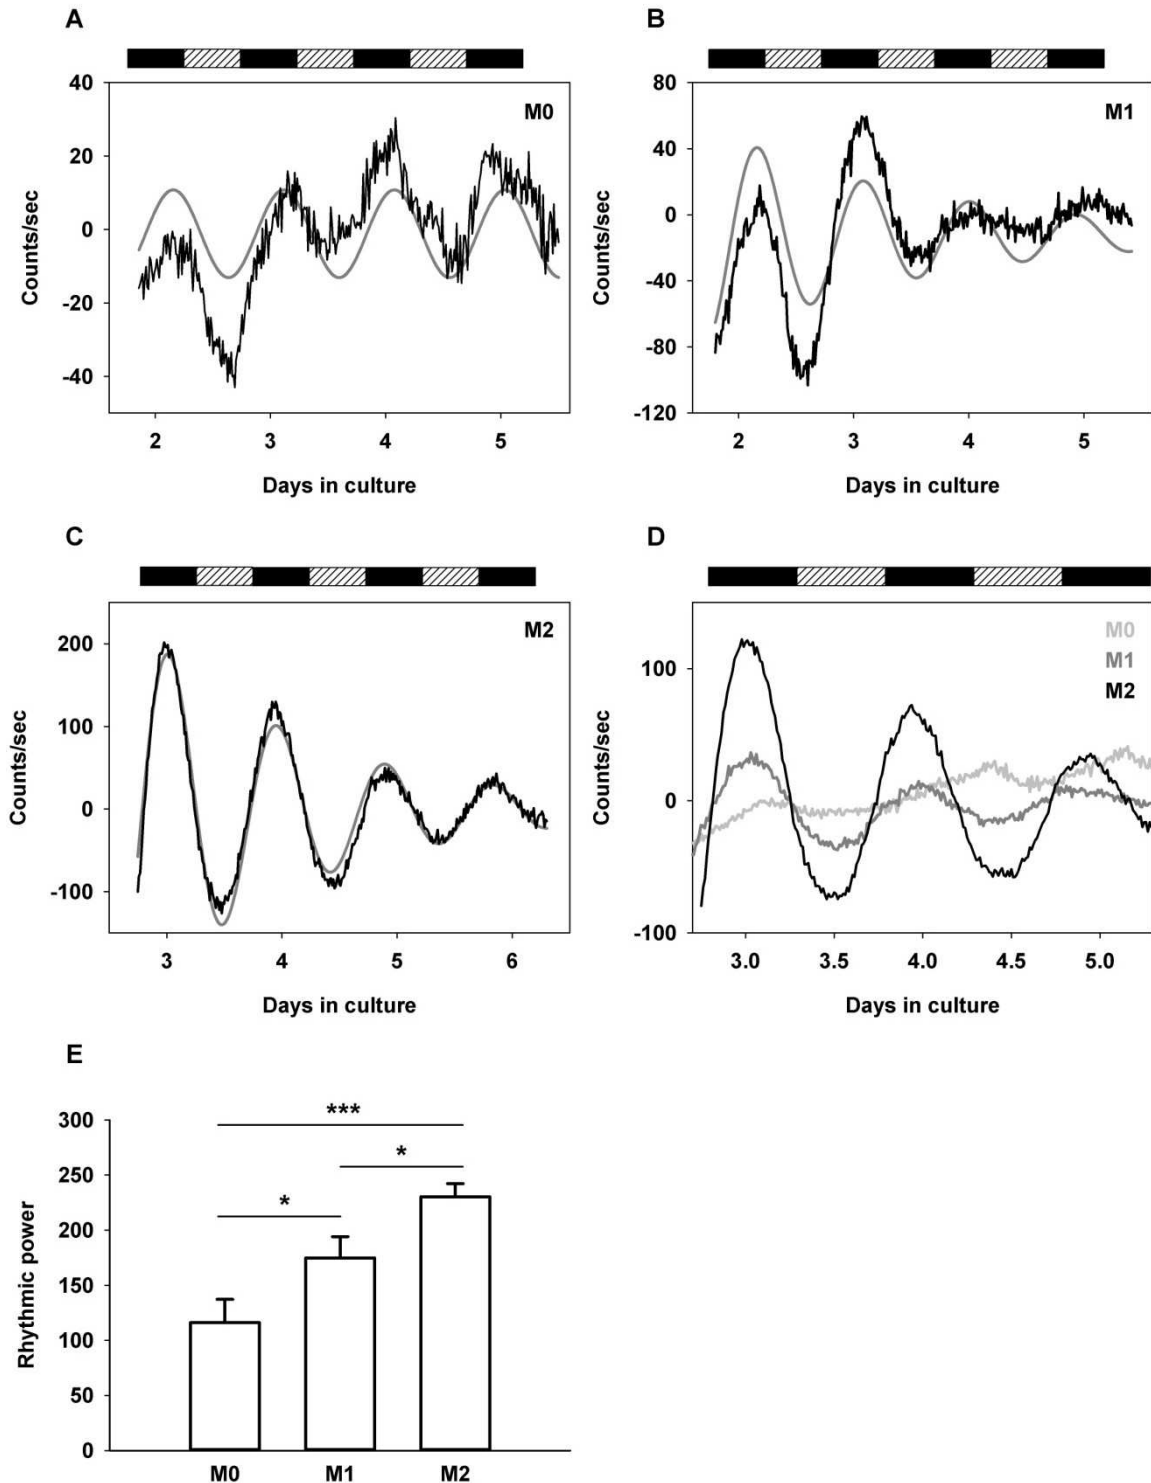 A
M0
40
20
0
-20
-40
Counts/sec
2 3 4 5
Days in culture
B
M1
80
40
0
-40
-80
-120
Counts/sec
2 3 4 5
Days in culture
C
M2
200
100
0
-100
Counts/sec
3 4 5 6
Days in culture
D
M0
M1
M2
100
0
-100
Counts/sec
3.0 3.5 4.0 4.5 5.0
Days in culture
E
300
250
200
150
100
50
0
Rhythmic power
***
*
*
M0 M1 M2